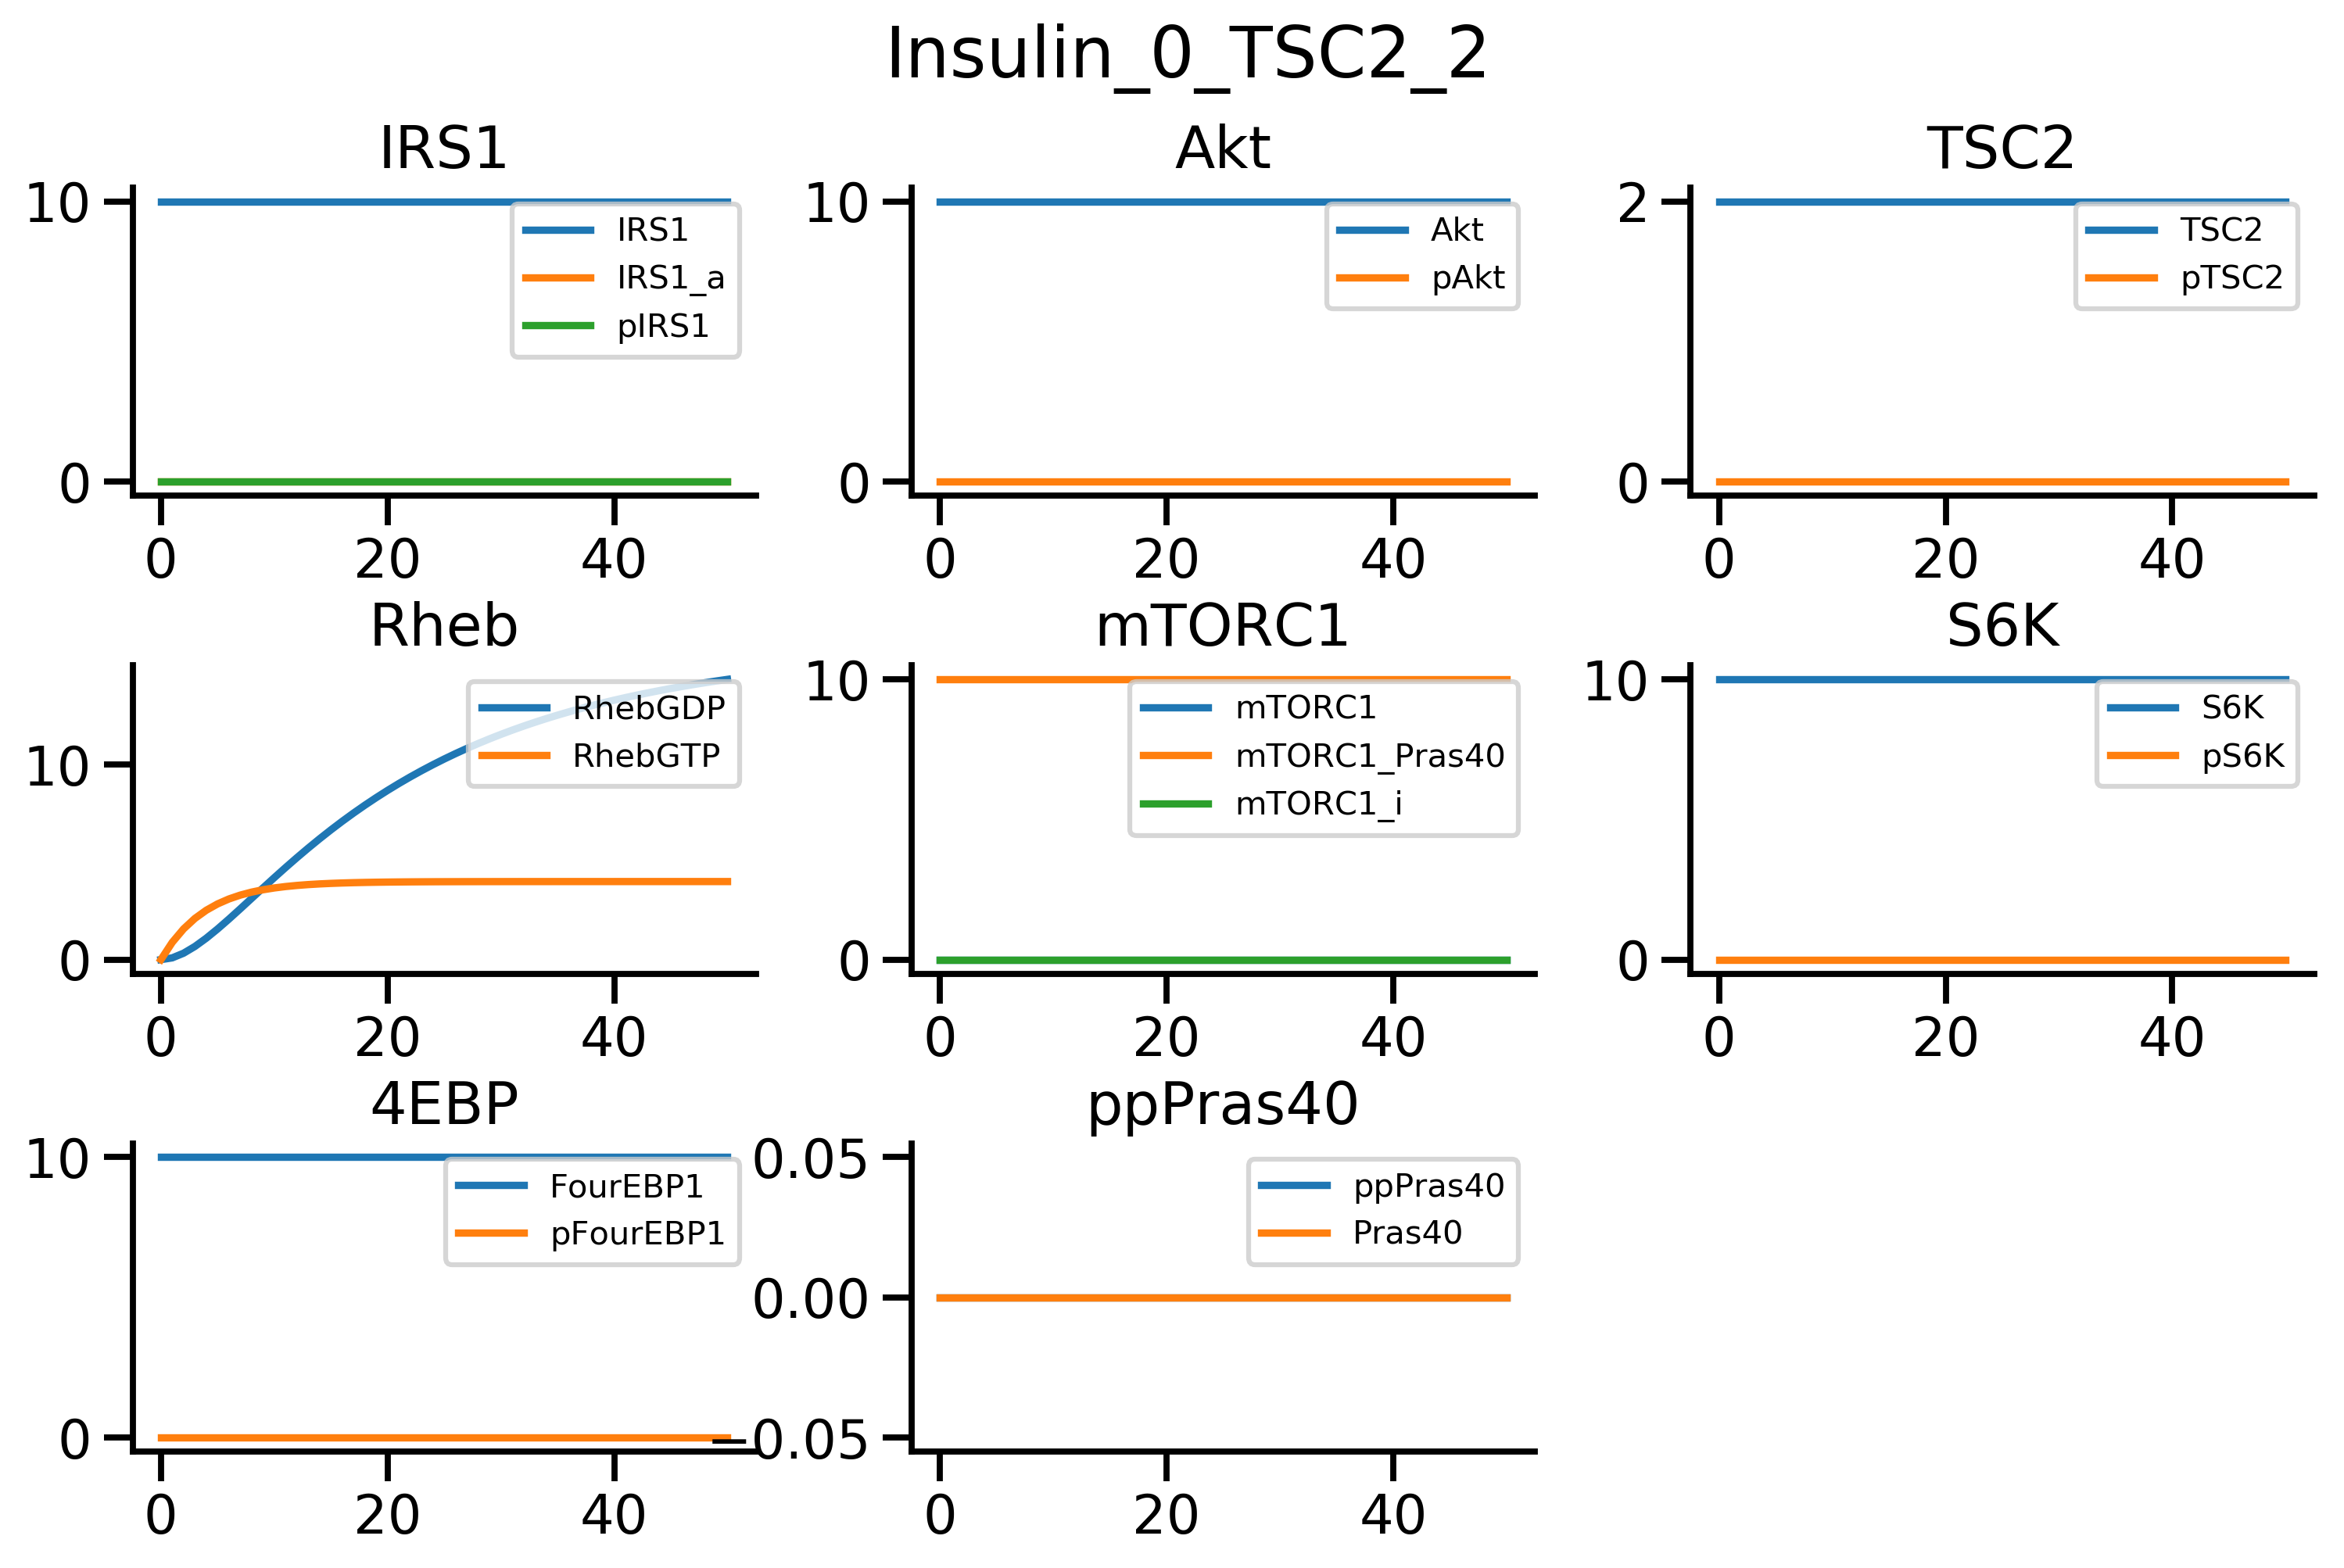 Insulin_0_TSC2_2
IRS1
10
0
0 20 40
IRS1
IRS1_a
pIRS1
Akt
10
0
0 20 40
Akt
pAkt
TSC2
2
0
0 20 40
TSC2
pTSC2
Rheb
10
0
0 20 40
RhebGDP
RhebGTP
mTORC1
10
0
0 20 40
mTORC1
mTORC1_Pras40
mTORC1_i
S6K
10
0
0 20 40
S6K
pS6K
4EBP
10
0
0 20 40
FourEBP1
pFourEBP1
ppPras40
0.05
0.00
−0.05
0 20 40
ppPras40
Pras40